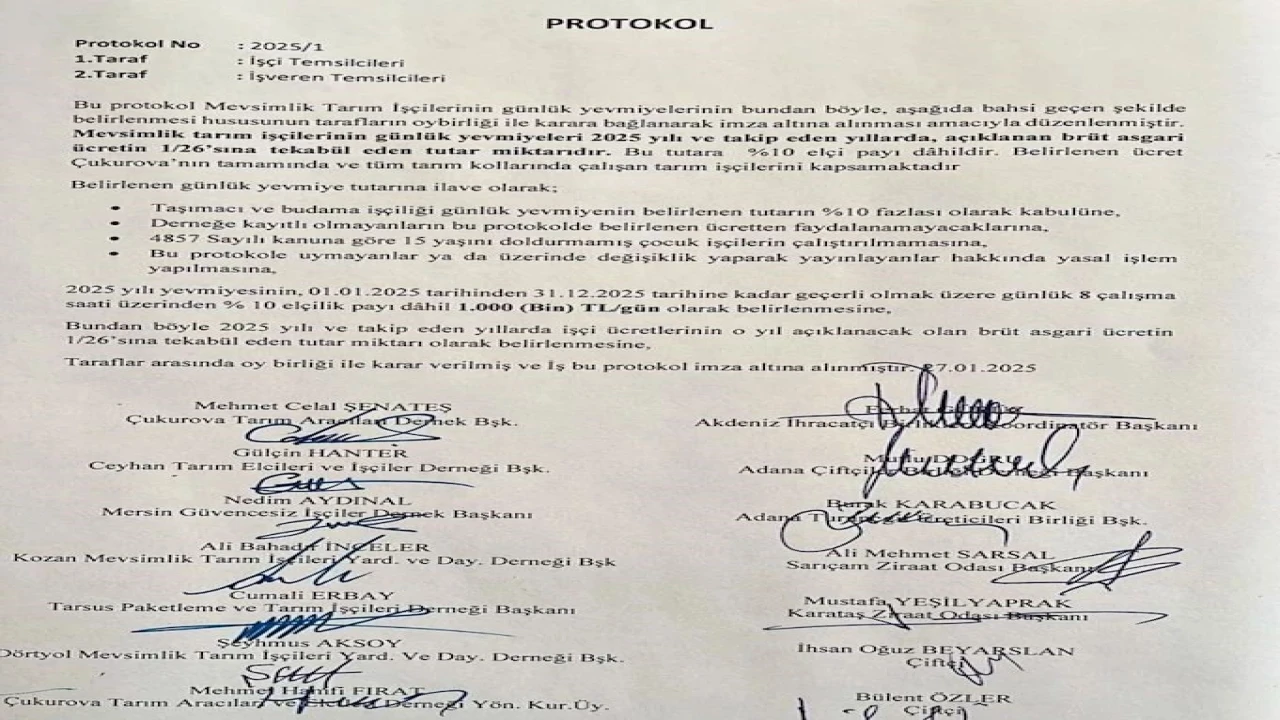 PROTOKOL
Protokol No : 2025/1
1.Taraf : İşçi Temsilcileri
2.Taraf : İşveren Temsilcileri
Bu protokol Mevsimlik Tarım İşçilerinin günlük yevmiyelerinin bundan böyle, aşağıda bahsi geçen şekilde
belirlenmesi hususunun tarafların oybirliği ile karara bağlanarak imza altına alınması amacıyla düzenlenmiştir.
Mevsimlik tarım işçilerinin günlük yevmiyeleri 2025 yılı ve takip eden yıllarda, açıklanan brüt asgari
ücretin 1/26'sına tekabül eden tutar miktarıdır. Bu tutara %10 elçi payı dâhildir. Belirlenen ücret
Çukurova'nın tamamında ve tüm tarım kollarında çalışan tarım işçilerini kapsamaktadır
Belirlenen günlük yevmiye tutarına ilave olarak;
• Taşımacı ve budama işçiliği günlük yevmiyenin belirlenen tutarın %10 fazlası olarak kabulüne,
• Derneğe kayıtlı olmayanların bu protokolde belirlenen ücretten faydalanamayacaklarına,
• 4857 Sayılı kanuna göre 15 yaşını doldurmamış çocuk işçilerin çalıştırılmamasına,
• Bu protokole uymayanlar ya da üzerinde değişiklik yaparak yayınlayanlar hakkında yasal işlem
yapılmasına,
2025 yılı yevmiyesinin, 01.01.2025 tarihinden 31.12.2025 tarihine kadar geçerli olmak üzere günlük 8 çalışma
saati üzerinden % 10 elçilik payı dâhil 1.000 (Bin) TL/gün olarak belirlenmesine,
Bundan böyle 2025 yılı ve takip eden yıllarda işçi ücretlerinin o yıl açıklanacak olan brüt asgari ücretin
1/26'sına tekabül eden tutar miktarı olarak belirlenmesine,
Taraflar arasında oy birliği ile karar verilmiş ve İş bu protokol imza altına alınmıştır. 27.01.2025
Mehmet Celal ŞENATEŞ
Çukurova Tarım Aracıları Dernek Bşk.
Gülçin HANTER
Ceyhan Tarım Elcileri ve İşçiler Derneği Bşk.
Nedim AYDINAL
Mersin Güvencesiz İşçiler Dernek Başkanı
Ali Bahadır İNCELER
Kozan Mevsimlik Tarım İşçileri Yard. ve Day. Derneği Bşk
Cumali ERBAY
Tarsus Paketleme ve Tarım İşçileri Derneği Başkanı
Şeyhmus AKSOY
Dörtyol Mevsimlik Tarım İşçileri Yard. Ve Day. Derneği Bşk.
Mehmet Hanifi FIRAT
Çukurova Tarım Aracıları ve Derneği Yön. Kur.Üy.
Akdeniz İhracatçı Koordinatör Başkanı
Mutlu DOĞRU
Adana Çiftçiler Başkanı
Burak KARABUCAK
Adana Üreticileri Birliği Bşk.
Ali Mehmet SARSAL
Sarıçam Ziraat Odası Başkanı
Mustafa YEŞİLYAPRAK
Karataş Ziraat Odası Başkanı
İhsan Oğuz BEYARSLAN
Çiftçi
Bülent ÖZLER
Çiftçi